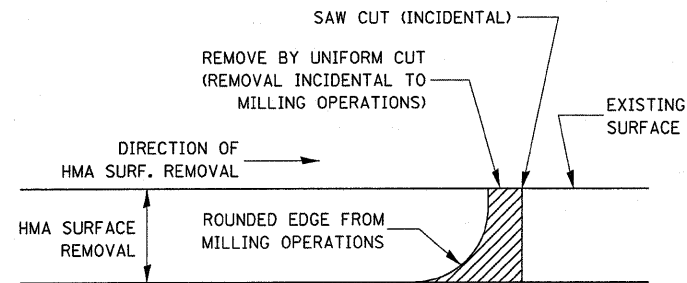 SAW CUT (INCIDENTAL)
REMOVE BY UNIFORM CUT
(REMOVAL INCIDENTAL TO
MILLING OPERATIONS)
EXISTING
SURFACE
DIRECTION OF
HMA SURF. REMOVAL
HMA SURFACE
REMOVAL
ROUNDED EDGE FROM
MILLING OPERATIONS